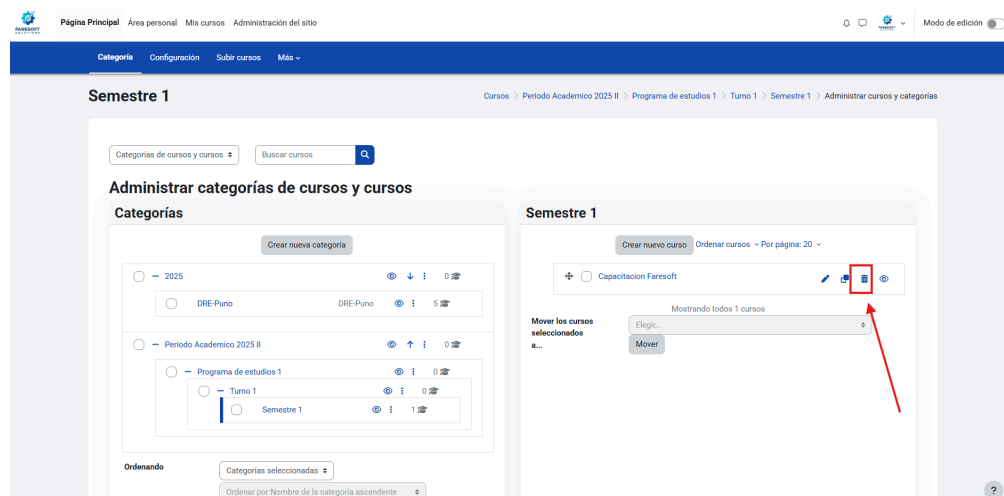 FARESOFT
SOLUTIONS
Página Principal Área personal Mis cursos Administración del sitio
Modo de edición
Categoría Configuración Subir cursos Más
Semestre 1
Cursos > Periodo Academico 2025 II > Programa de estudios 1 > Turno 1 > Semestre 1 > Administrar cursos y categorías
Categorías de cursos y cursos Buscar cursos
Administrar categorías de cursos y cursos
Categorías
Crear nueva categoría
2025 0
DRE-Puno DRE-Puno 5
Periodo Academico 2025 II 0
Programa de estudios 1 0
Turno 1 0
Semestre 1 1
Ordenando
Categorías seleccionadas
Ordenar por Nombre de la categoría ascendente
Semestre 1
Crear nuevo curso Ordenar cursos Por página: 20
Capacitacion Faresoft
Mostrando todos 1 cursos
Mover los cursos
seleccionados
a...
Elegir...
Mover
?